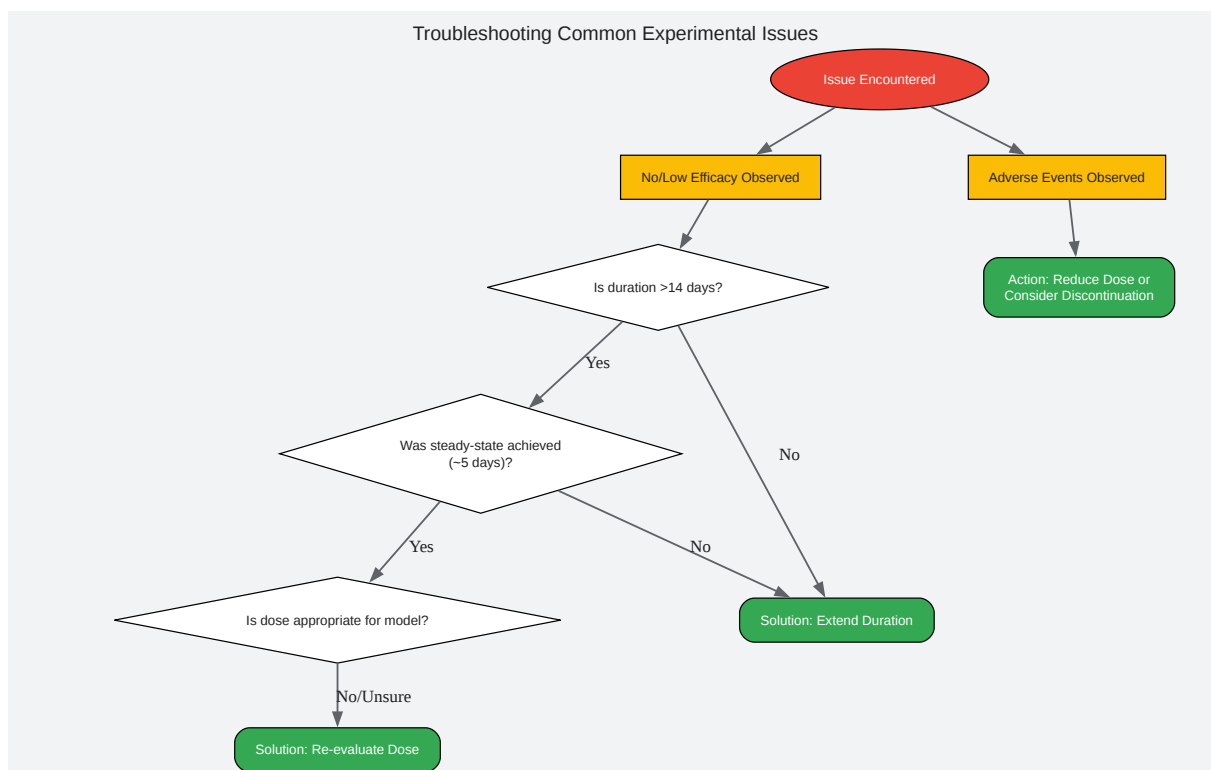 Troubleshooting Common Experimental Issues
Issue Encountered
No/Low Efficacy Observed
Adverse Events Observed
Is duration >14 days?
Action: Reduce Dose or
Consider Discontinuation
Yes
Was steady-state achieved
(~5 days)?
No
Yes
No
Is dose appropriate for model?
Solution: Extend Duration
No/Unsure
Solution: Re-evaluate Dose